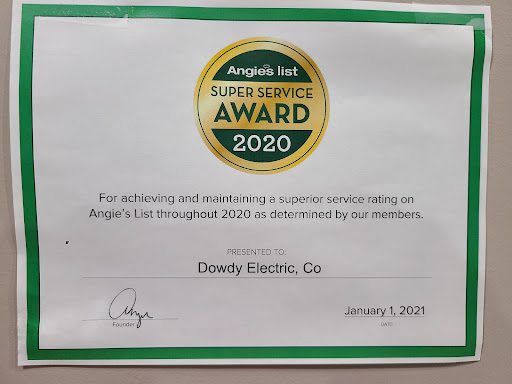 Angie's list
SUPER SERVICE
AWARD
2020
For achieving and maintaining a superior service rating on
Angie's List throughout 2020 as determined by our members.
PRESENTED TO:
Dowdy Electric, Co
Angie
Founder
January 1, 2021
DATE